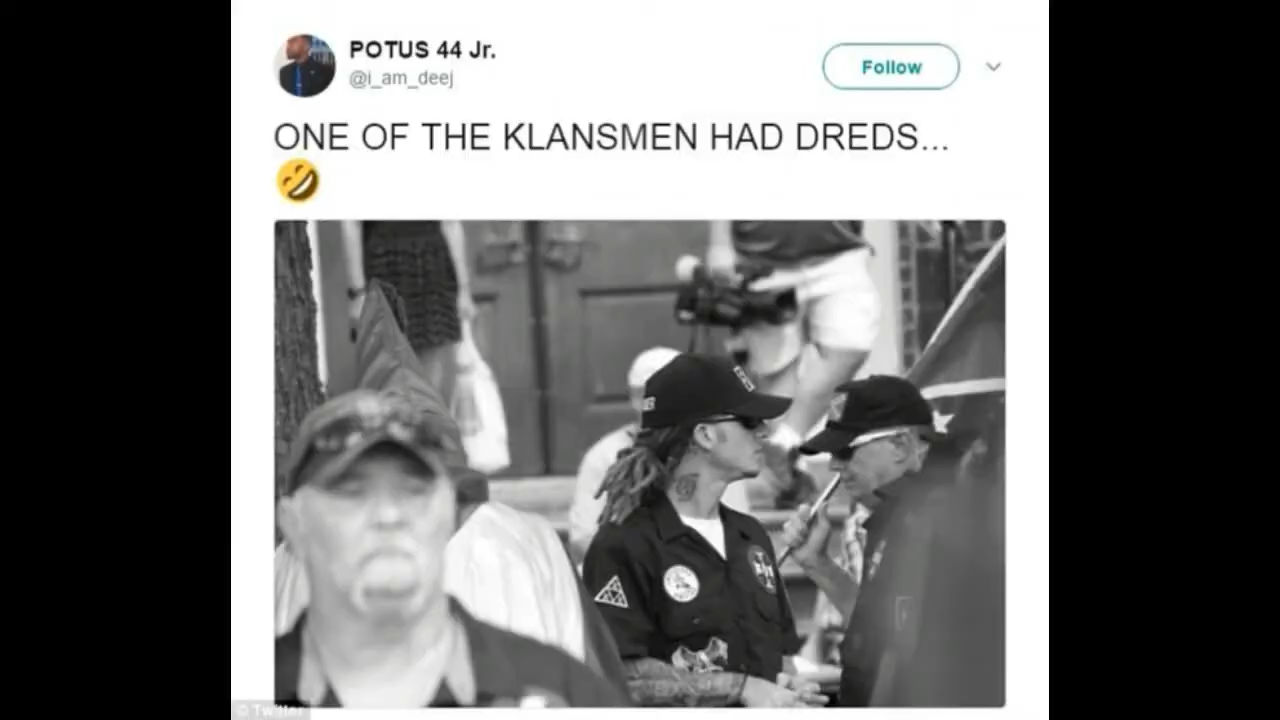 POTUS 44 Jr.
@i_am_deej
Follow
ONE OF THE KLANSMEN HAD DREDS...
© Twitter